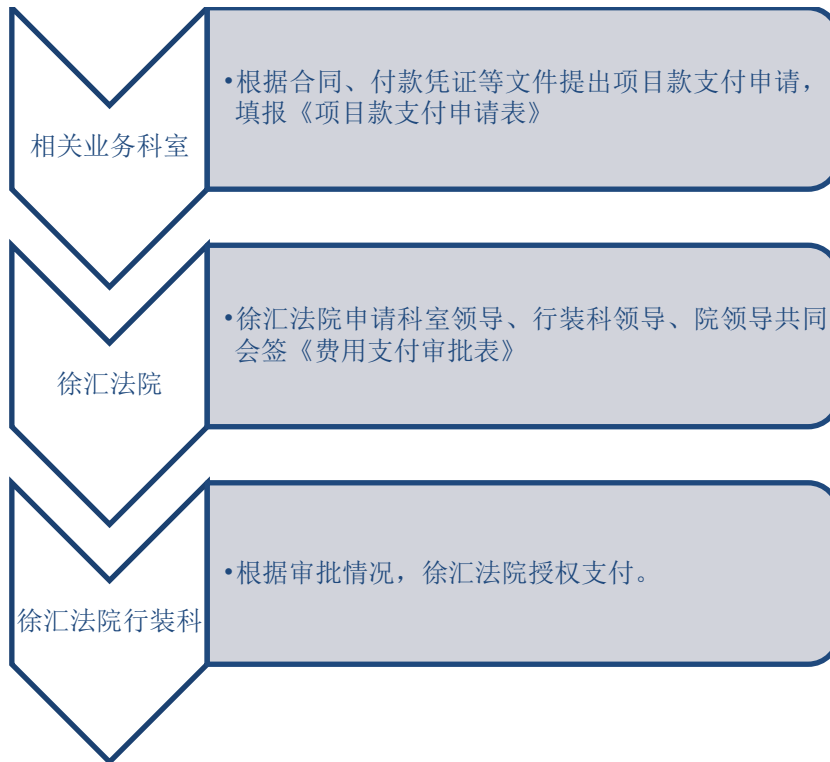 相关业务科室
•根据合同、付款凭证等文件提出项目款支付申请，
填报《项目款支付申请表》
徐汇法院
•徐汇法院申请科室领导、行装科领导、院领导共同
会签《费用支付审批表》
徐汇法院行装科
•根据审批情况，徐汇法院授权支付。